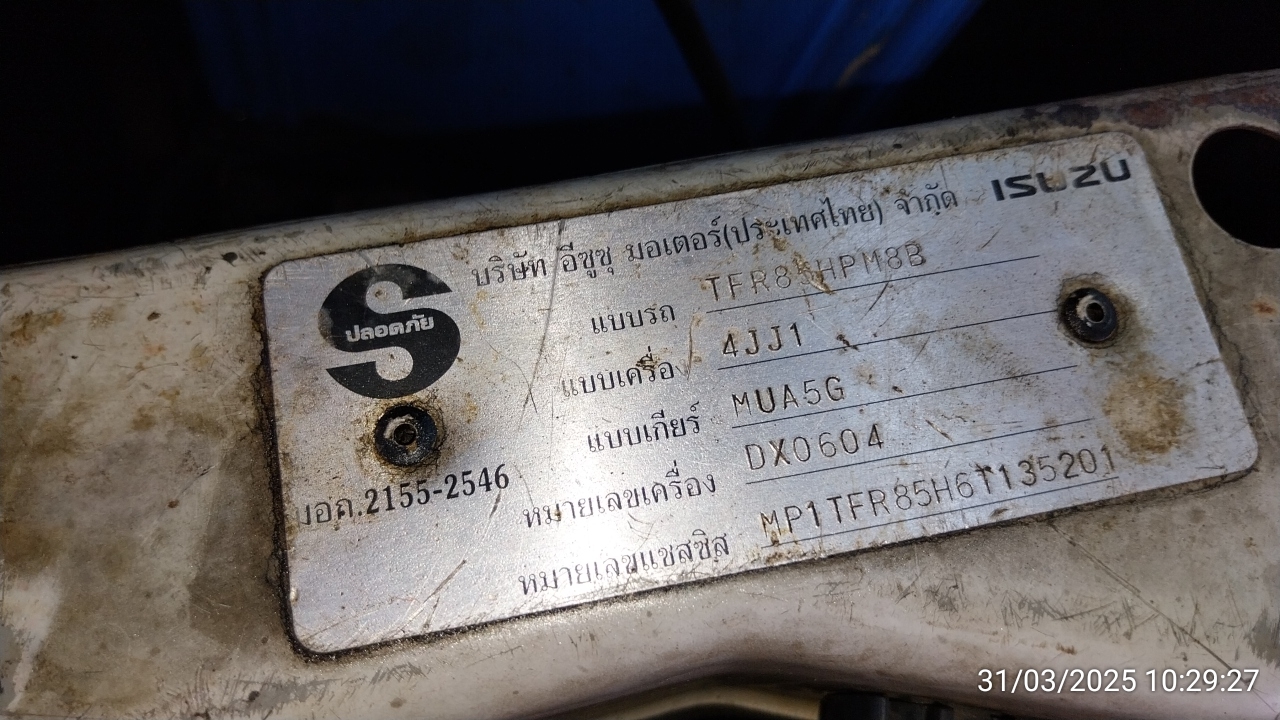 ISUZU
บริษัท อีซูซุ มอเตอร์(ประเทศไทย) จำกัด
ปลอดภัย
แบบรถ TFR85HPM8B
แบบเครื่อ 4JJ1
แบบเกียร์ MUA5G
มอก.2155-2546
หมายเลขเครื่อง DX0604
หมายเลขแชสซิส MP1TFR85H6T135201
31/03/2025 10:29:27